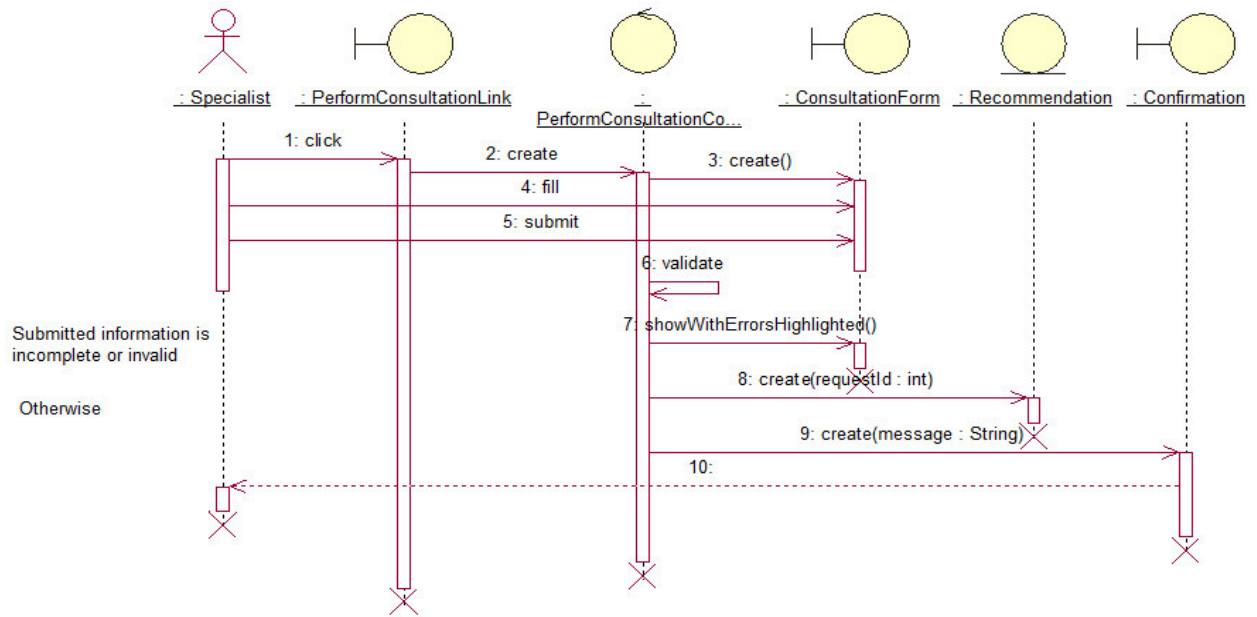 : Specialist
: PerformConsultationLink
:
PerformConsultationCo...
: ConsultationForm
: Recommendation
: Confirmation
1: click
2: create
3: create()
4: fill
5: submit
6: validate
7: showWithErrorsHighlighted()
Submitted information is
incomplete or invalid
8: create(requestId : int)
Otherwise
9: create(message : String)
10: